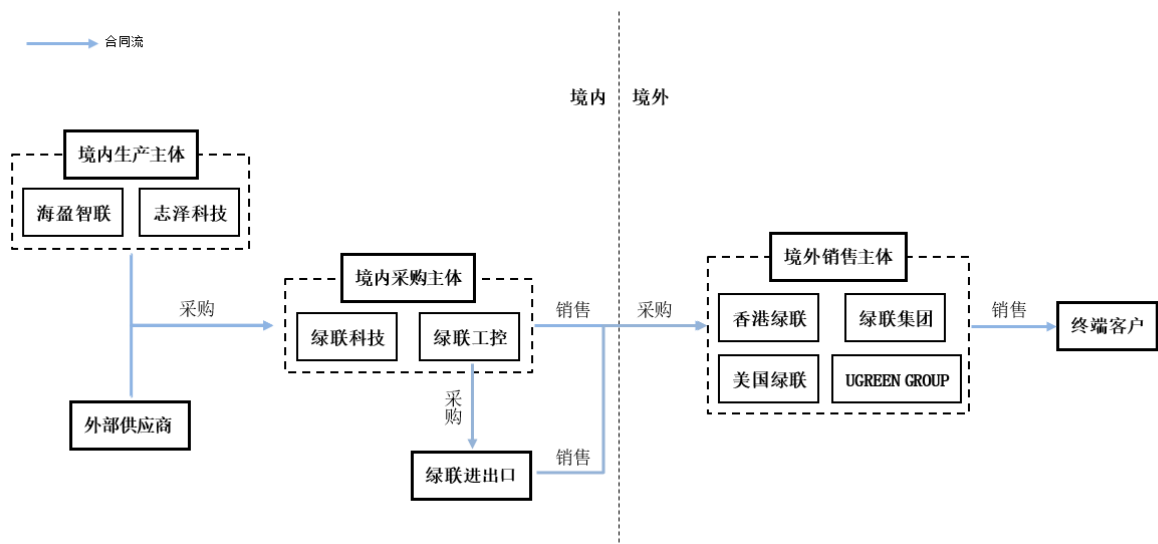 合同流
境内
境外
境内生产主体
海盈智联
志泽科技
采购
外部供应商
境内采购主体
绿联科技
绿联工控
采购
绿联进出口
销售
销售
采购
境外销售主体
香港绿联
绿联集团
美国绿联
UGREEN GROUP
销售
终端客户